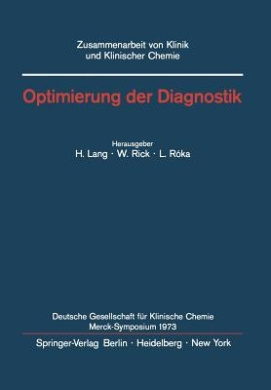 Zusammenarbeit von Klinik
und Klinischer Chemie
Optimierung der Diagnostik
Herausgeber
H. Lang · W. Rick · L. Róka
Deutsche Gesellschaft für Klinische Chemie
Merck-Symposium 1973
Springer-Verlag Berlin · Heidelberg · New York